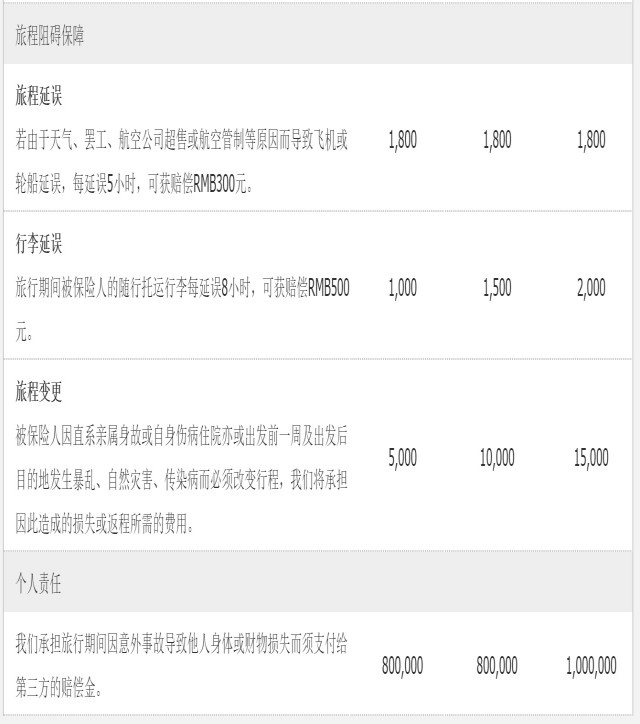 旅程阻碍保障
旅程延误
若由于天气、罢工、航空公司超售或航空管制等原因而导致飞机或
轮船延误，每延误5小时，可获赔偿RMB300元。
1,800 1,800 1,800
行李延误
旅行期间被保险人的随行托运行李每延误8小时，可获赔偿RMB500
元。
1,000 1,500 2,000
旅程变更
被保险人因直系亲属身故或自身伤病住院亦或出发前一周及出发后
目的地发生暴乱、自然灾害、传染病而必须改变行程，我们将承担
因此造成的损失或返程所需的费用。
5,000 10,000 15,000
个人责任
我们承担旅行期间因意外事故导致他人身体或财物损失而须支付给
第三方的赔偿金。
800,000 800,000 1,000,000